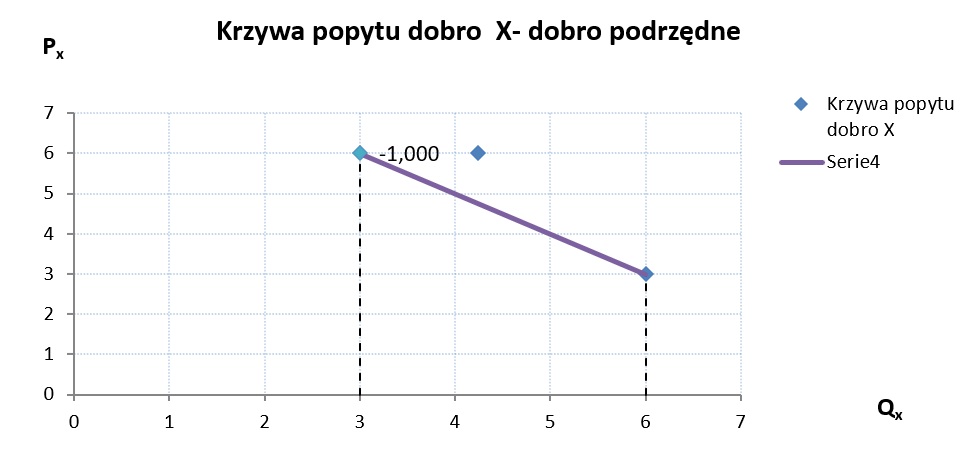 Krzywa popytu dobro X- dobro podrzędne
Px
7
6
5
4
3
2
1
0
-1,000
0 1 2 3 4 5 6 7
Qx
Krzywa popytu
dobro X
Serie4